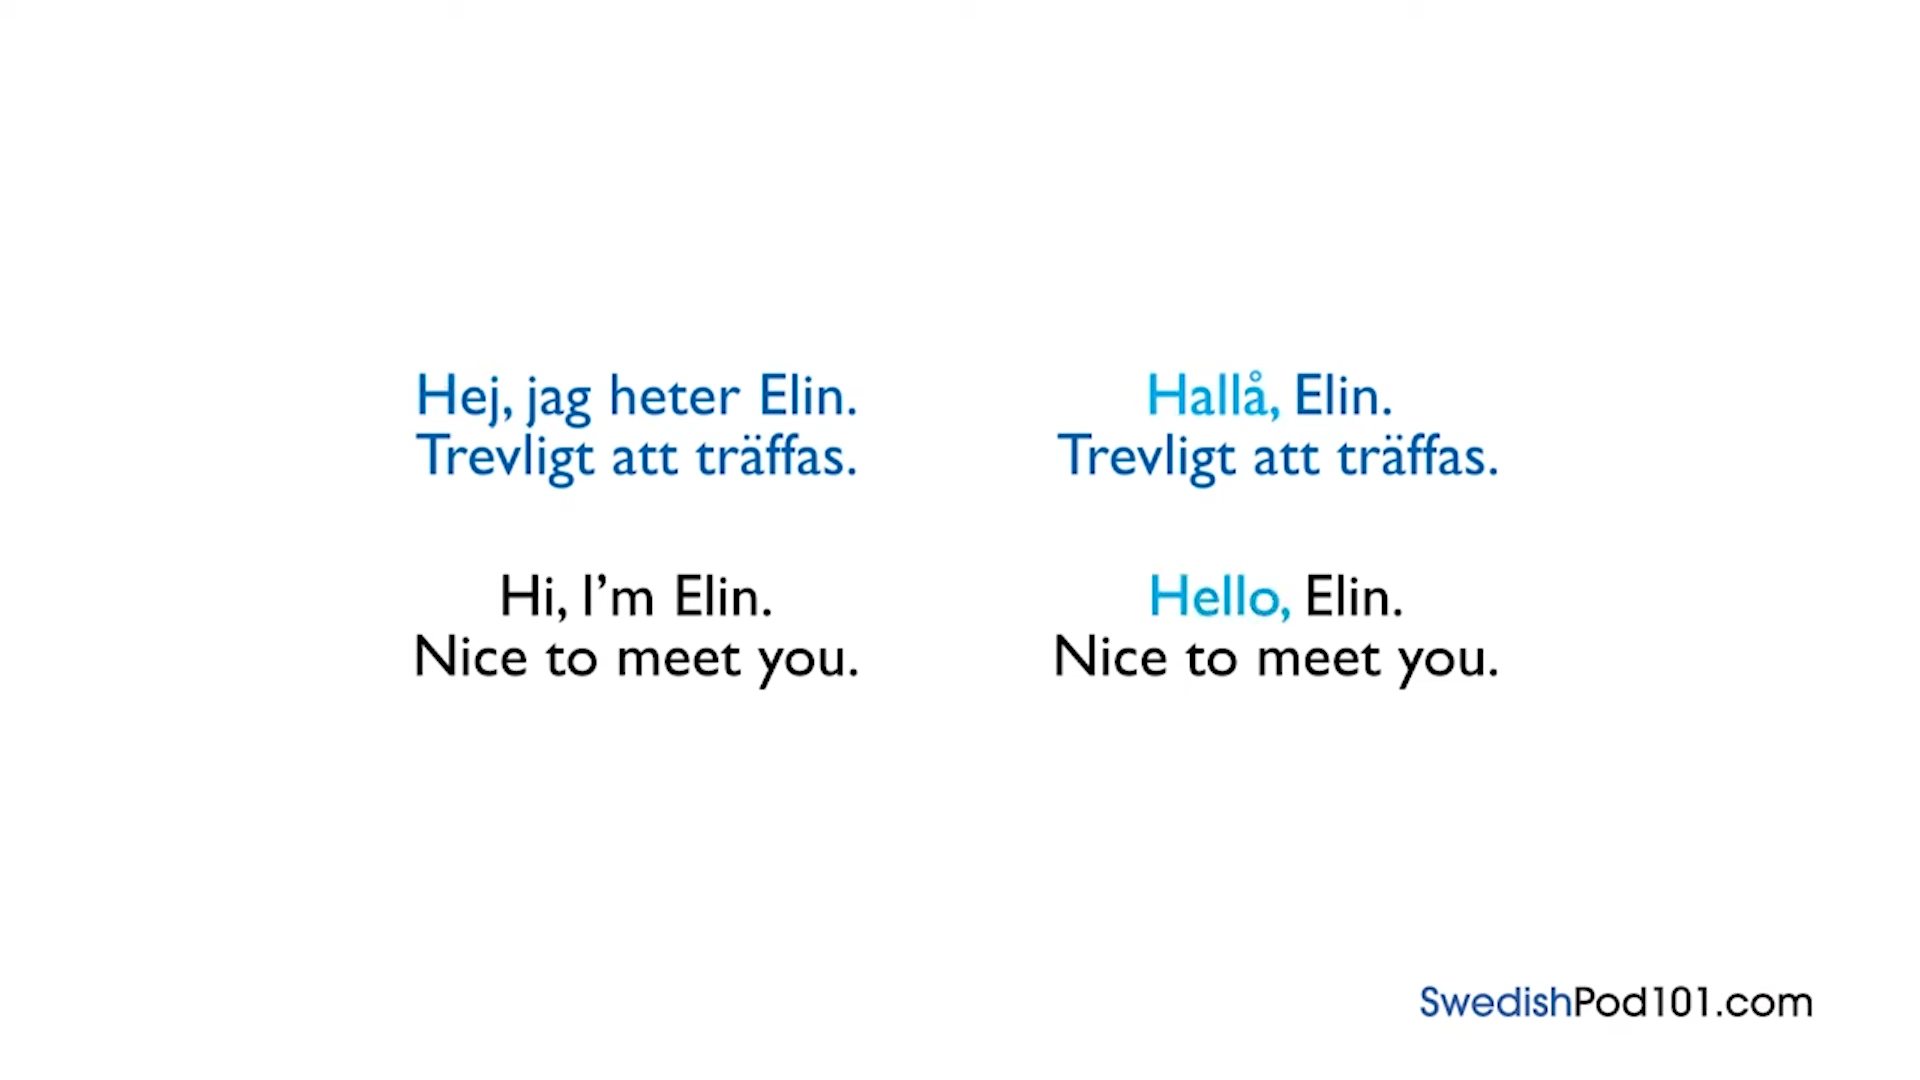 Hej, jag heter Elin.
Trevligt att träffas.
Hi, I’m Elin.
Nice to meet you.
Hallå, Elin.
Trevligt att träffas.
Hello, Elin.
Nice to meet you.
SwedishPod101.com